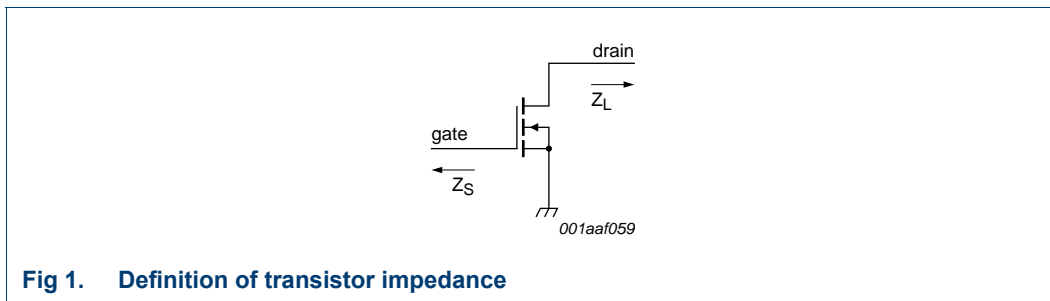 drain
Z_L
gate
Z_S
001aaf059
Fig 1. Definition of transistor impedance